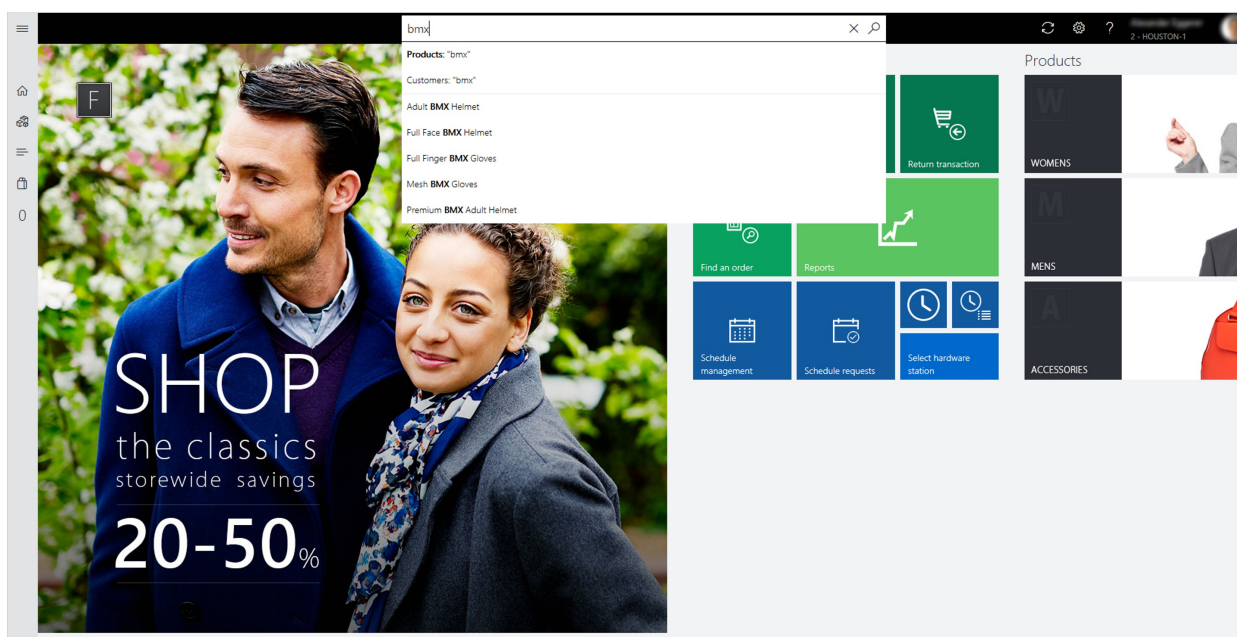 bmx
2 - HOUSTON-1
Products: "bmx"
Customers: "bmx"
Adult BMX Helmet
Full Face BMX Helmet
Full Finger BMX Gloves
Mesh BMX Gloves
Premium BMX Adult Helmet
F
SHOP
the classics
storewide savings
20-50%
0
Return transaction
Find an order
Reports
Schedule
management
Schedule requests
Select hardware
station
Products
W
WOMENS
M
MENS
A
ACCESSORIES